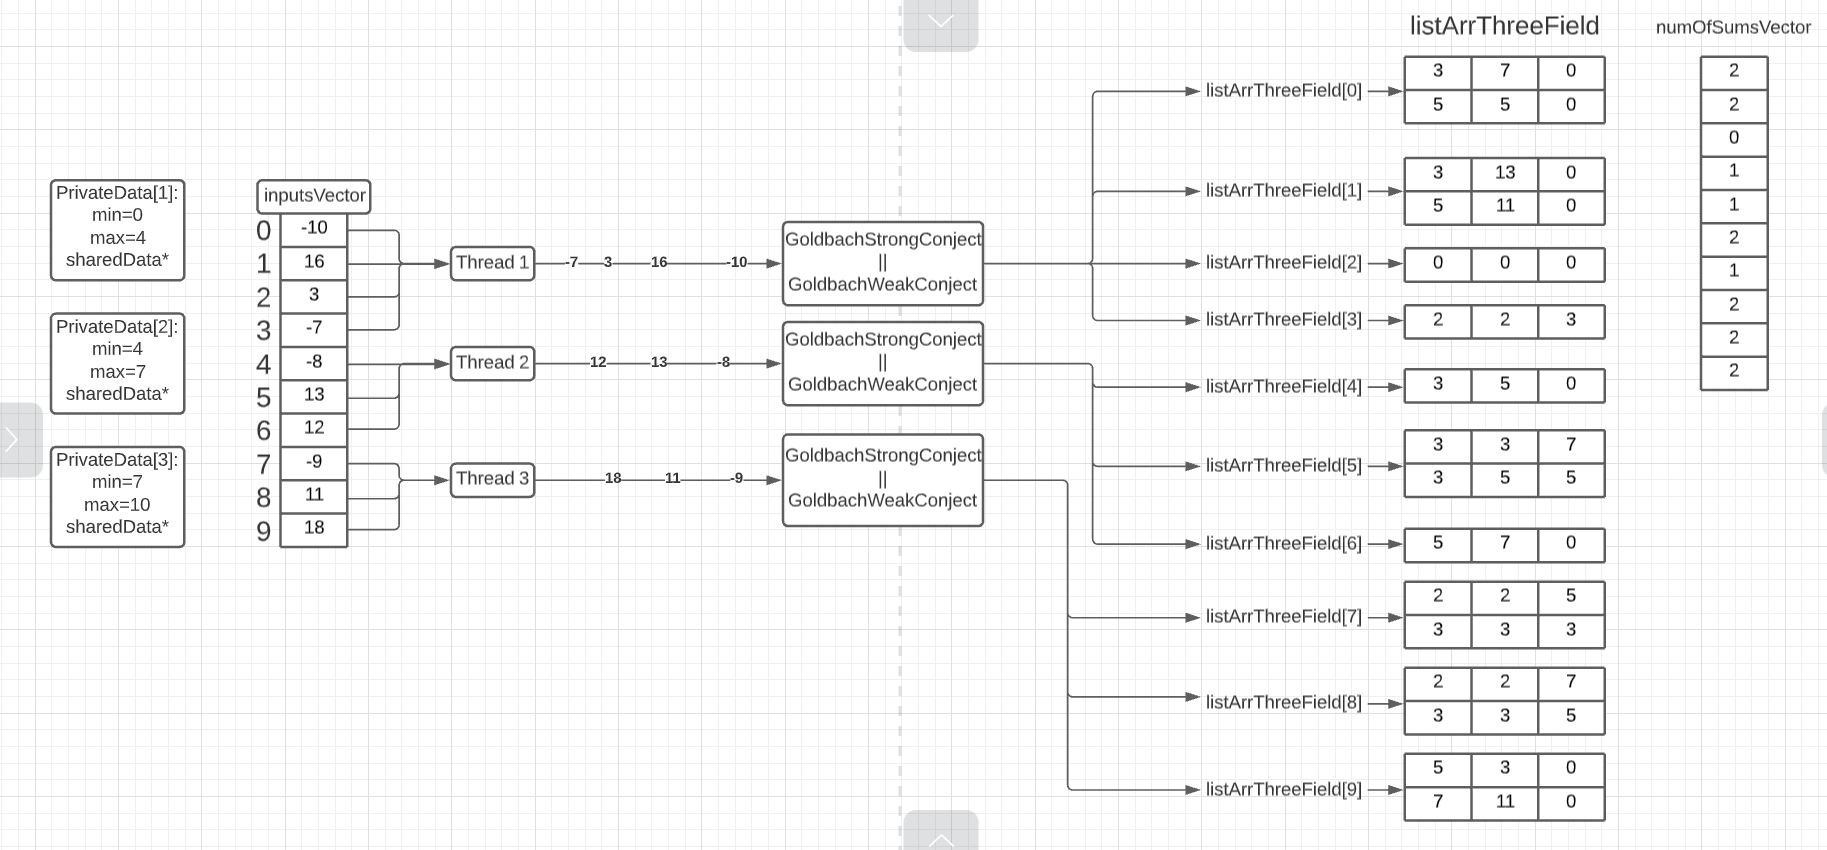 listArrThreeField
numOfSumsVector
PrivateData[1]:
min=0
max=4
sharedData*
PrivateData[2]:
min=4
max=7
sharedData*
PrivateData[3]:
min=7
max=10
sharedData*
inputsVector
0 -10
1 16
2 3
3 -7
4 -8
5 13
6 12
7 -9
8 11
9 18
Thread 1
-7 3 16 -10
Thread 2
12 13 -8
Thread 3
18 11 -9
GoldbachStrongConject
||
GoldbachWeakConject
GoldbachStrongConject
||
GoldbachWeakConject
GoldbachStrongConject
||
GoldbachWeakConject
listArrThreeField[0]
3 7 0
5 5 0
listArrThreeField[1]
3 13 0
5 11 0
listArrThreeField[2]
0 0 0
listArrThreeField[3]
2 2 3
listArrThreeField[4]
3 5 0
listArrThreeField[5]
3 3 7
3 5 5
listArrThreeField[6]
5 7 0
listArrThreeField[7]
2 2 5
3 3 3
listArrThreeField[8]
2 2 7
3 3 5
listArrThreeField[9]
5 3 0
7 11 0
2
2
0
1
1
2
1
2
2
2